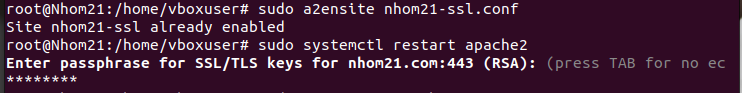 root@Nhom21:/home/vboxuser# sudo a2ensite nhom21-ssl.conf
Site nhom21-ssl already enabled
root@Nhom21:/home/vboxuser# sudo systemctl restart apache2
Enter passphrase for SSL/TLS keys for nhom21.com:443 (RSA): (press TAB for no ec
********